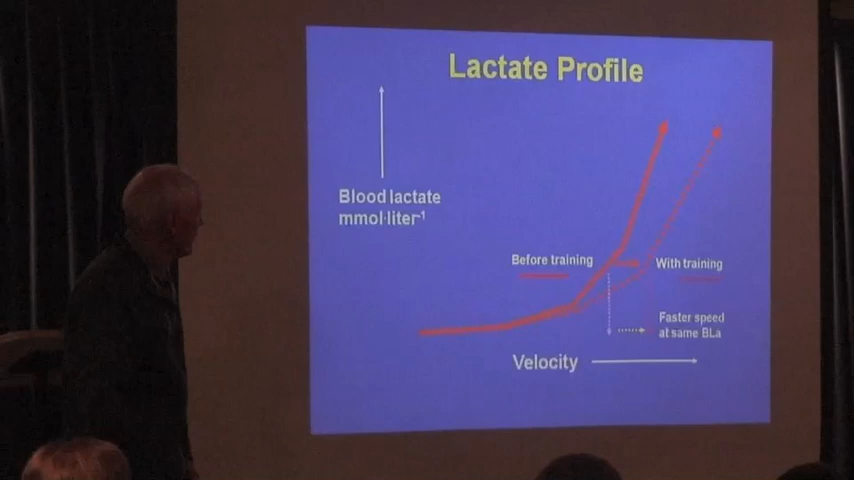 Lactate Profile
Blood lactate
mmol·liter⁻¹
Before training
With training
Faster speed
at same BLa
Velocity